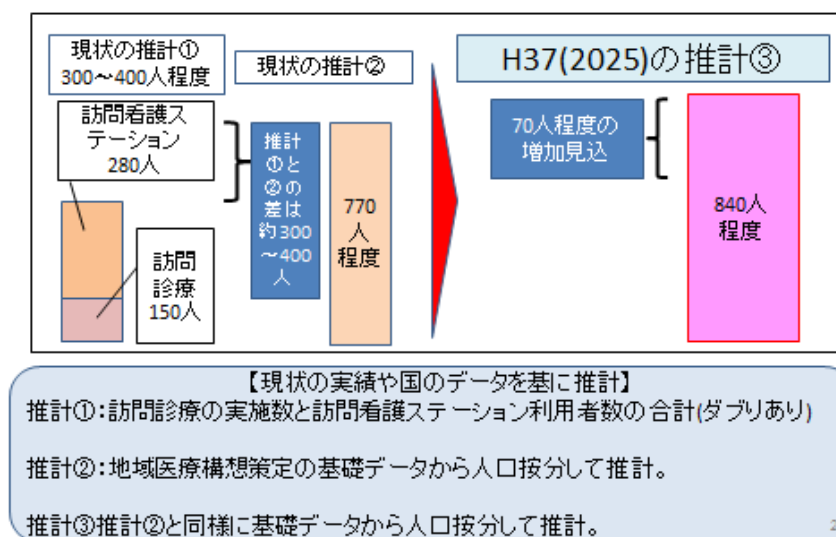 現状の推計①
300～400人程度
現状の推計②
H37(2025)の推計③
訪問看護ス
テーション
280人
訪問
診療
150人
推計
①と
②の
差は
約300
～400
人
770
人
程度
70人程度の
増加見込
840人
程度
【現状の実績や国のデータを基に推計】
推計①：訪問診療の実施数と訪問看護ステーション利用者数の合計(ダブりあり)
推計②：地域医療構想策定の基礎データから人口按分して推計。
推計③推計②と同様に基礎データから人口按分して推計。
2